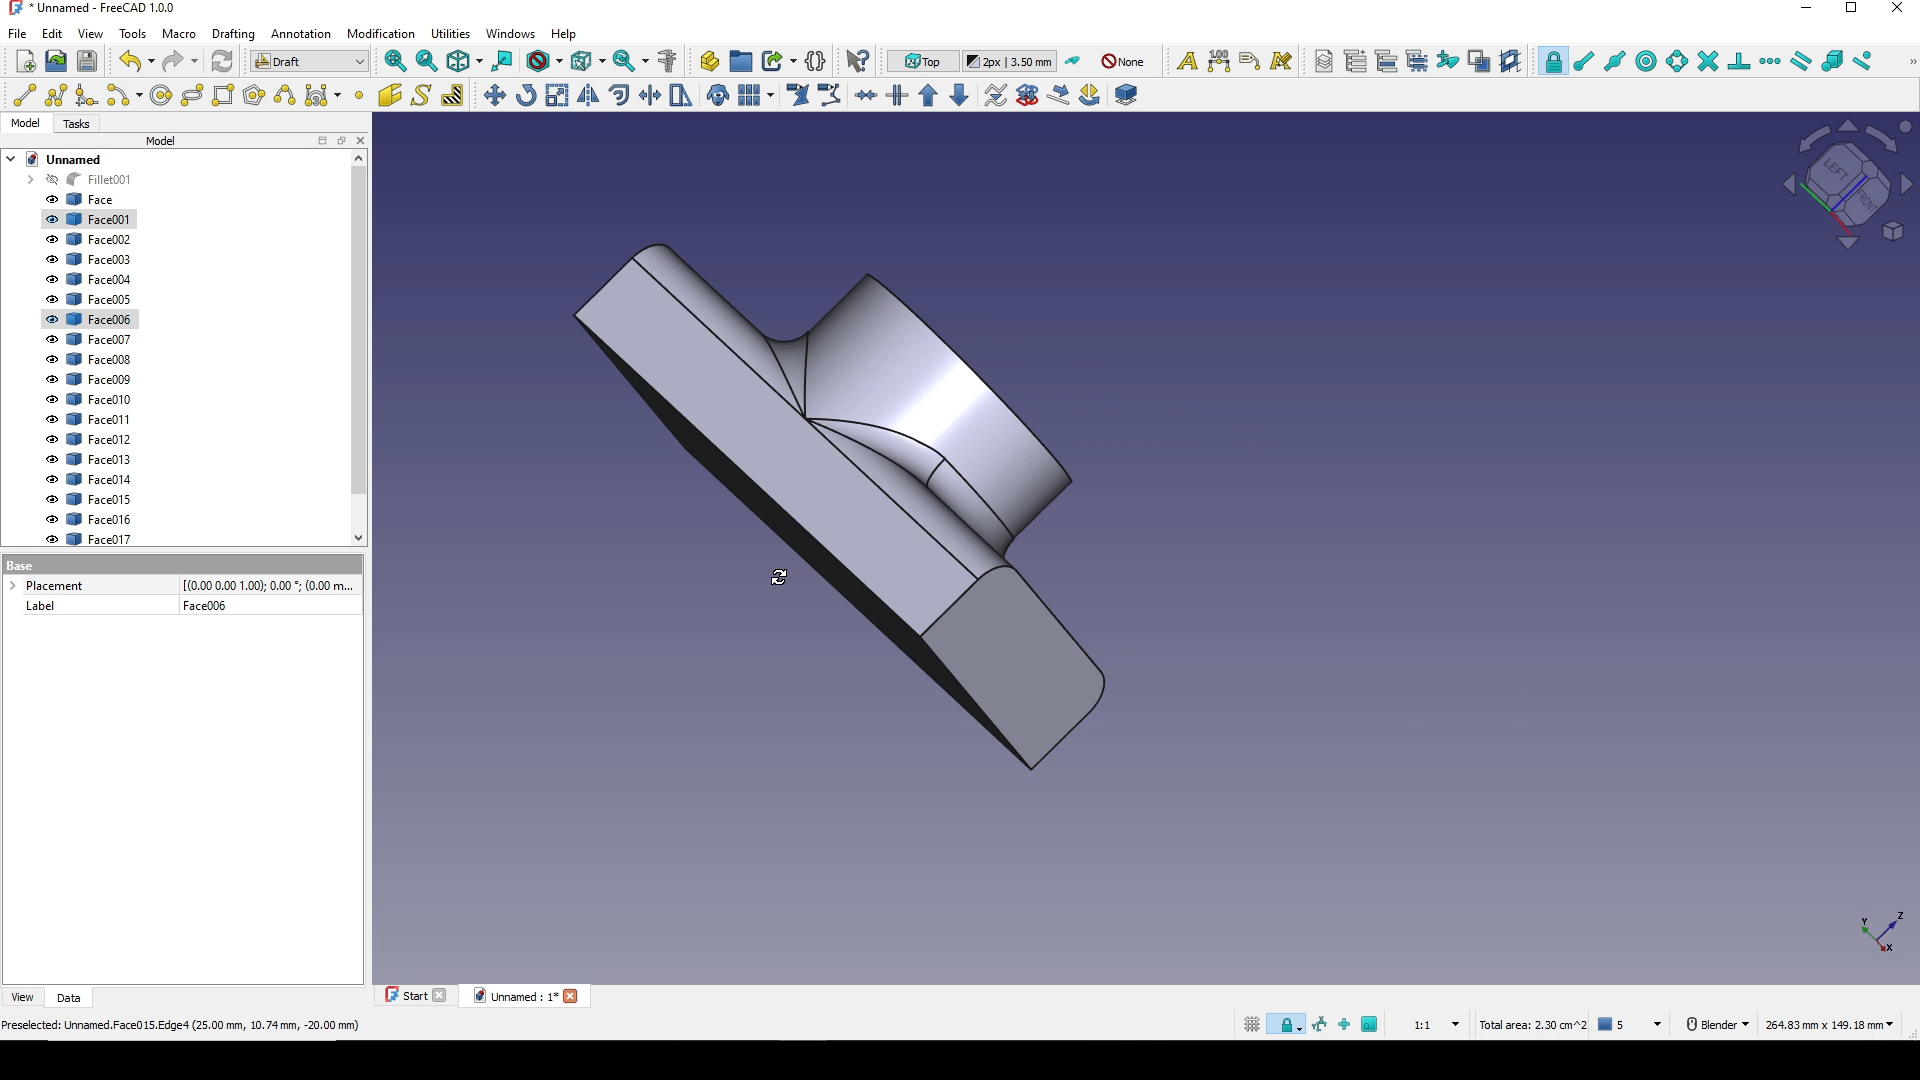 * Unnamed - FreeCAD 1.0.0
File Edit View Tools Macro Drafting Annotation Modification Utilities Windows Help
Draft
Top
2px | 3.50 mm
None
1.00
Model Tasks
Model
Unnamed
Fillet001
Face
Face001
Face002
Face003
Face004
Face005
Face006
Face007
Face008
Face009
Face010
Face011
Face012
Face013
Face014
Face015
Face016
Face017
Base
Placement [(0.00 0.00 1.00); 0.00 °; (0.00 m...
Label Face006
LEFT
FRONT
Y
Z
X
View Data
Start
Unnamed : 1*
Preselected: Unnamed.Face015.Edge4 (25.00 mm, 10.74 mm, -20.00 mm)
1:1
Total area: 2.30 cm^2
5
Blender
264.83 mm x 149.18 mm